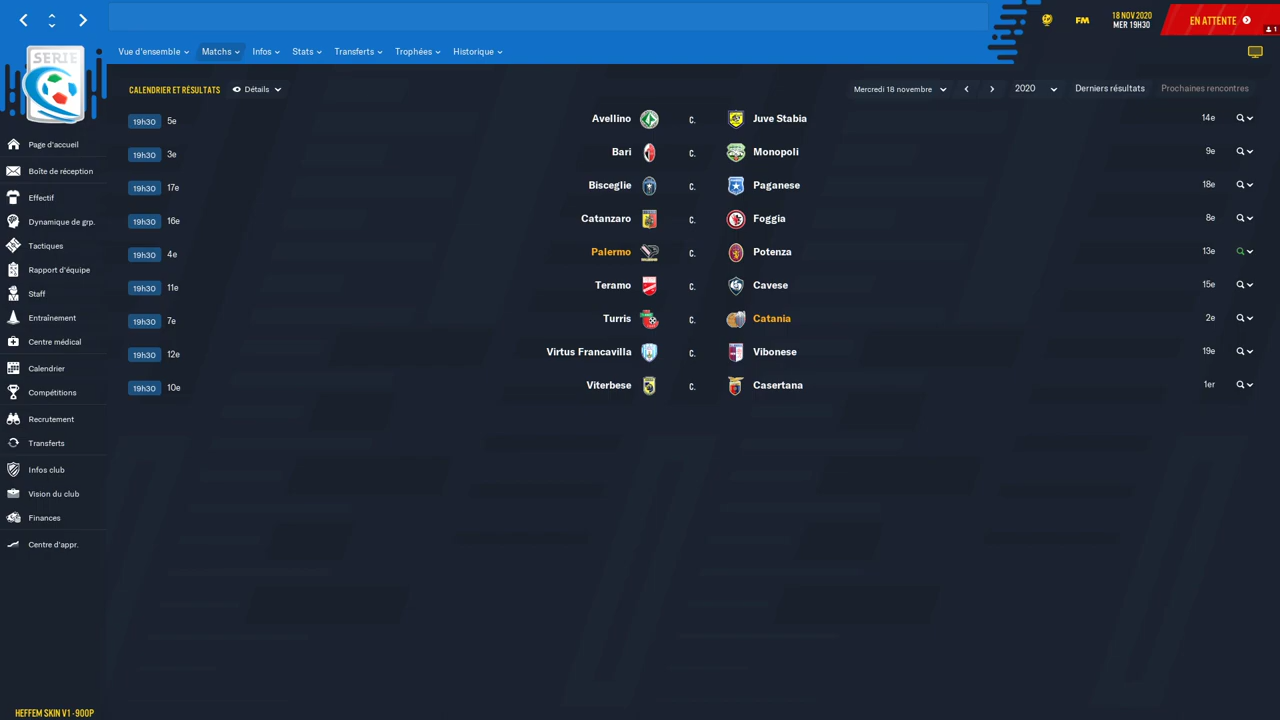 18 NOV 2020
MER 19H30
EN ATTENTE
1
Vue d'ensemble Matchs Infos Stats Transferts Trophées Historique
SERIE
CALENDRIER ET RÉSULTATS Détails Mercredi 18 novembre 2020 Derniers résultats Prochaines rencontres
19h30 5e Avellino c. Juve Stabia 14e
19h30 3e Bari c. Monopoli 9e
19h30 17e Bisceglie c. Paganese 18e
19h30 16e Catanzaro c. Foggia 8e
19h30 4e Palermo c. Potenza 13e
19h30 11e Teramo c. Cavese 15e
19h30 7e Turris c. Catania 2e
19h30 12e Virtus Francavilla c. Vibonese 19e
19h30 10e Viterbese c. Casertana 1er
Page d'accueil
Boîte de réception
Effectif
Dynamique de grp.
Tactiques
Rapport d'équipe
Staff
Entraînement
Centre médical
Calendrier
Compétitions
Recrutement
Transferts
Infos club
Vision du club
Finances
Centre d'appr.
HEFFEM SKIN V1 - 900P
FM